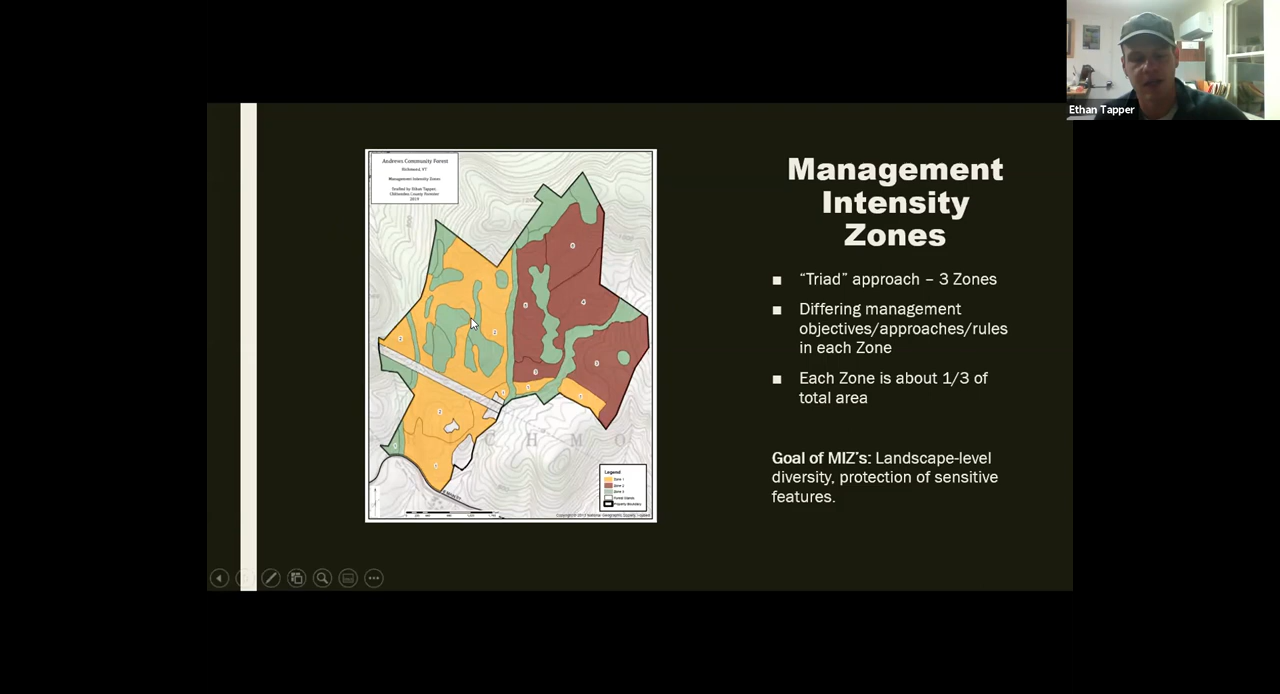 Ethan Tapper
Andrews Community Forest
Richmond, VT
Management Intensity Zones
Drafted by Ethan Tapper,
Chittenden County Forester
2019
Management
Intensity
Zones
"Triad" approach – 3 Zones
Differing management
objectives/approaches/rules
in each Zone
Each Zone is about 1/3 of
total area
Goal of MIZ's: Landscape-level
diversity, protection of sensitive
features.
C H M O
Legend
Zone 1
Zone 2
Zone 3
Forest Stands
Property Boundary